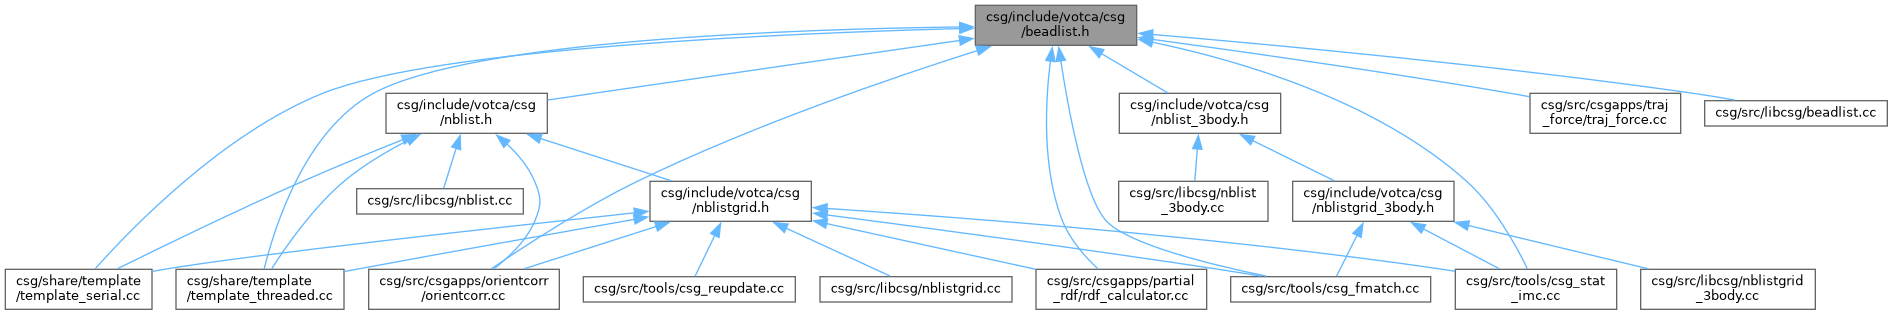 csg/include/votca/csg
/beadlist.h
csg/include/votca/csg
/nblist.h
csg/include/votca/csg
/nblist_3body.h
csg/src/csgapps/traj
_force/traj_force.cc
csg/src/libcsg/beadlist.cc
csg/src/libcsg/nblist.cc
csg/include/votca/csg
/nblistgrid.h
csg/src/libcsg/nblist
_3body.cc
csg/include/votca/csg
/nblistgrid_3body.h
csg/share/template
/template_serial.cc
csg/share/template
/template_threaded.cc
csg/src/csgapps/orientcorr
/orientcorr.cc
csg/src/tools/csg_reupdate.cc
csg/src/libcsg/nblistgrid.cc
csg/src/csgapps/partial
_rdf/rdf_calculator.cc
csg/src/tools/csg_fmatch.cc
csg/src/tools/csg_stat
_imc.cc
csg/src/libcsg/nblistgrid
_3body.cc